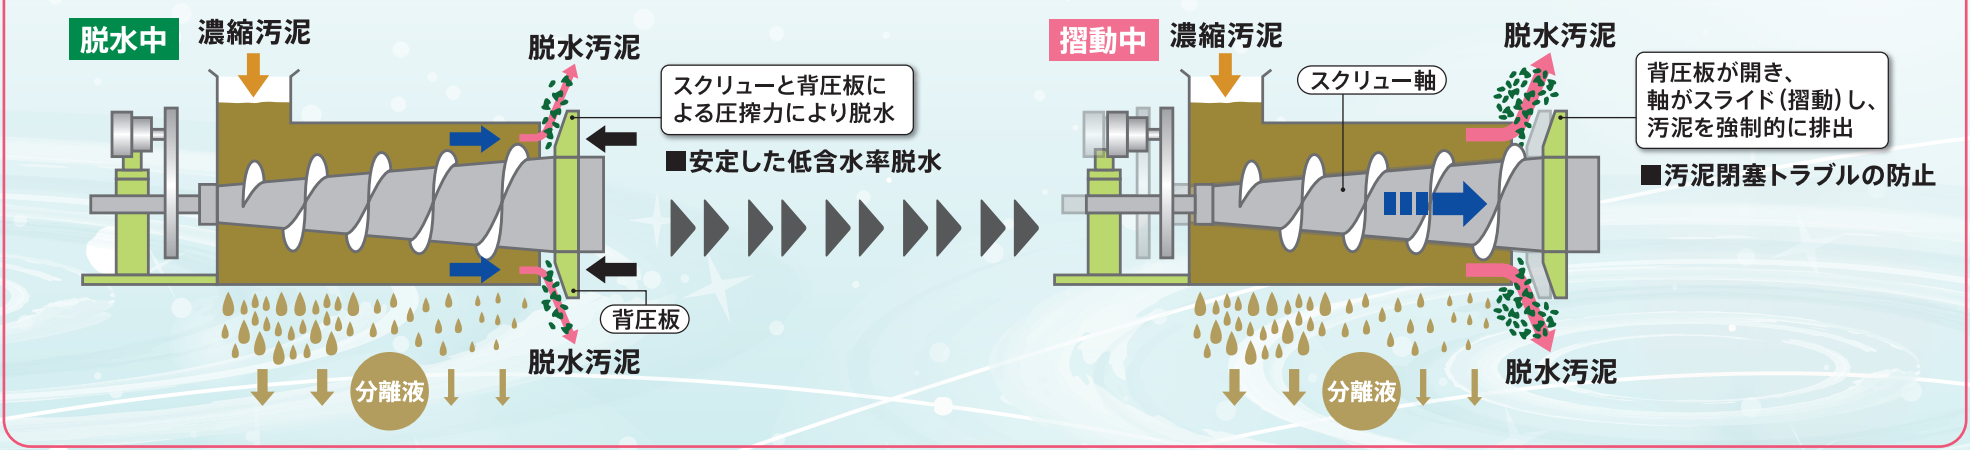 脱水中
濃縮汚泥
脱水汚泥
スクリューと背圧板に
よる圧搾力により脱水
■安定した低含水率脱水
背圧板
脱水汚泥
分離液
摺動中
濃縮汚泥
スクリュー軸
脱水汚泥
背圧板が開き、
軸がスライド(摺動)し、
汚泥を強制的に排出
■汚泥閉塞トラブルの防止
脱水汚泥
分離液